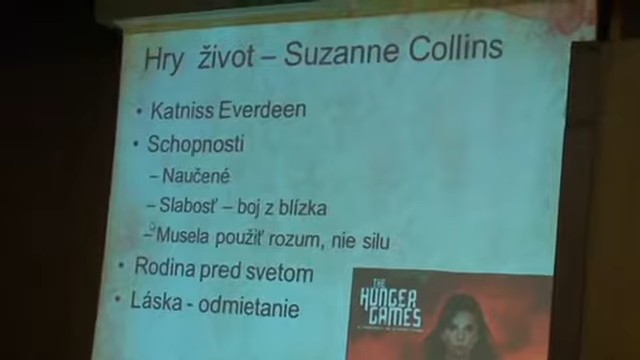 Hry život – Suzanne Collins
• Katniss Everdeen
• Schopnosti
– Naučené
– Slabosť – boj z blízka
– Musela použiť rozum, nie silu
• Rodina pred svetom
• Láska - odmietanie
THE
HUNGER
GAMES